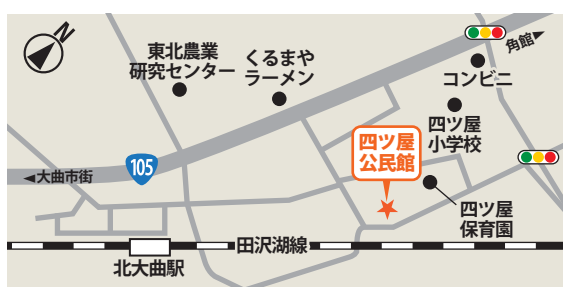 N
東北農業
研究センター
くるまや
ラーメン
角館▶
コンビニ
四ツ屋
小学校
四ツ屋
公民館
105
◀大曲市街
四ツ屋
保育園
田沢湖線
北大曲駅